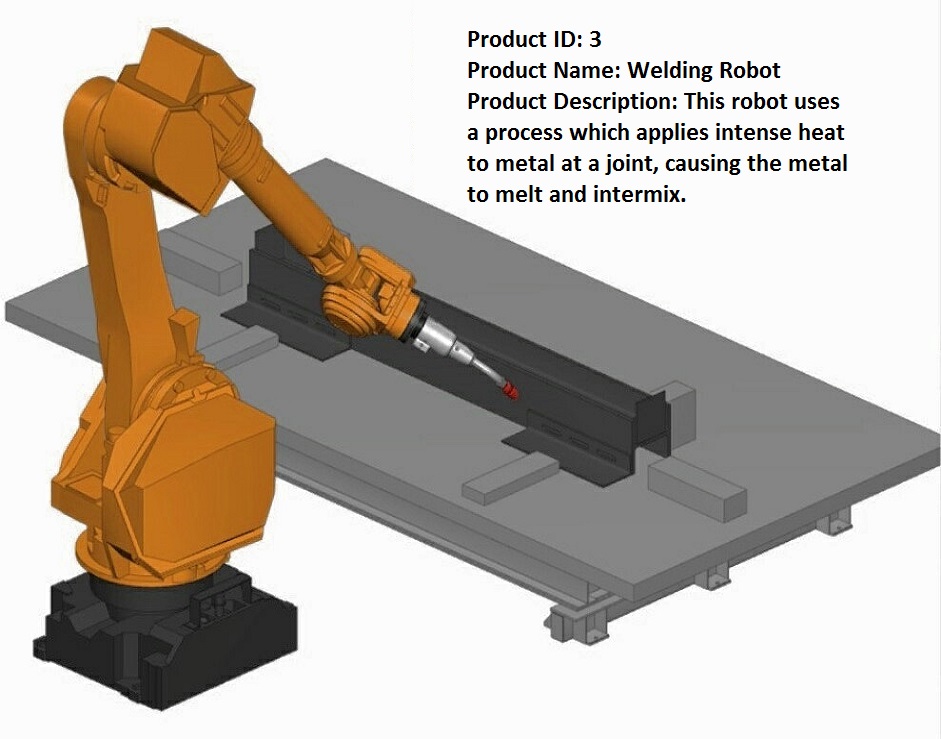 Product ID: 3
Product Name: Welding Robot
Product Description: This robot uses
a process which applies intense heat
to metal at a joint, causing the metal
to melt and intermix.